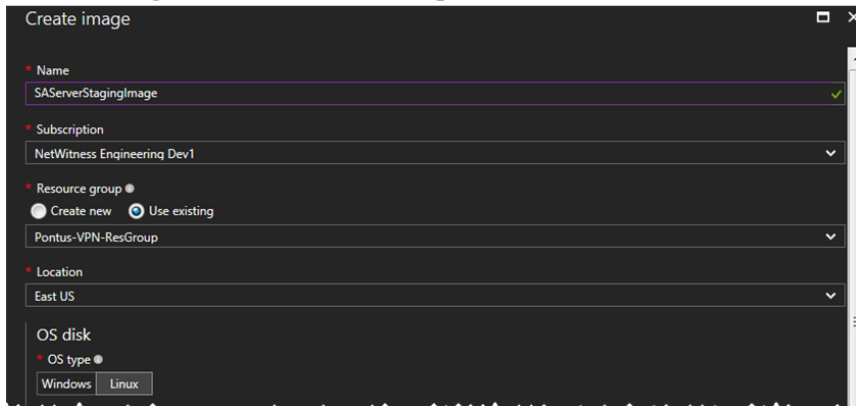 Create image
* Name
SAServerStagingImage
* Subscription
NetWitness Engineering Dev1
* Resource group
Create new Use existing
Pontus-VPN-ResGroup
* Location
East US
OS disk
* OS type
Windows Linux